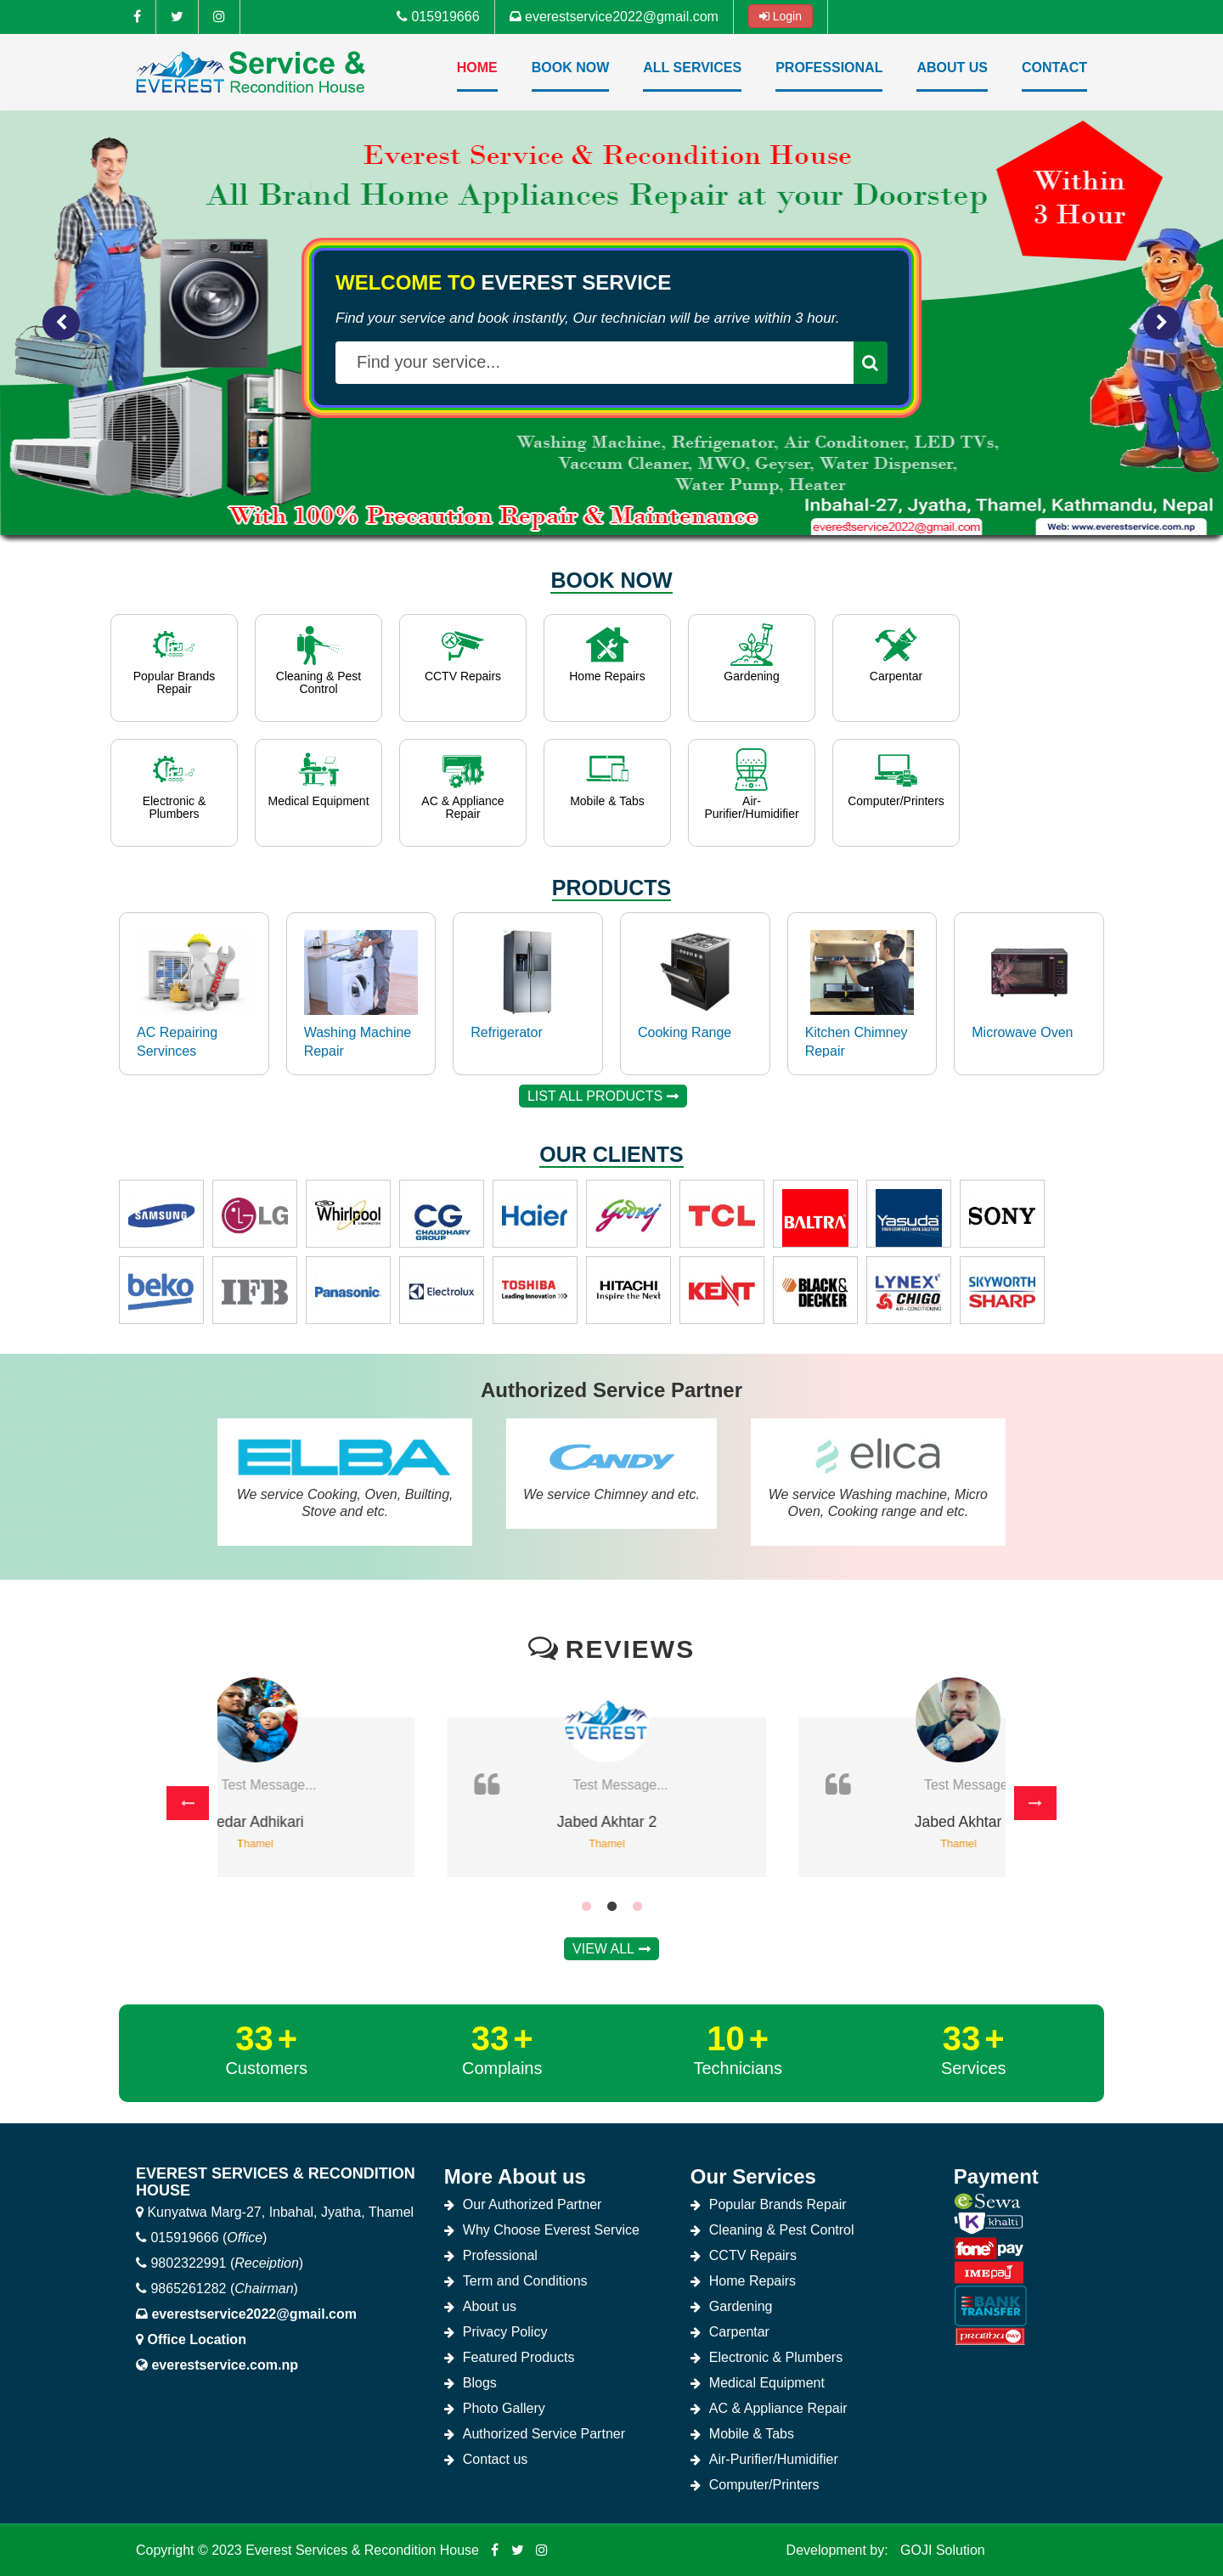 015919666
everestservice2022@gmail.com
Login
EVEREST
Service &
Recondition House
HOME
BOOK NOW
ALL SERVICES
PROFESSIONAL
ABOUT US
CONTACT
Everest Service & Recondition House
All Brand Home Appliances Repair at your Doorstep
Within
3 Hour
WELCOME TO EVEREST SERVICE
Find your service and book instantly, Our technician will be arrive within 3 hour.
Find your service...
Washing Machine, Refrigenator, Air Conditoner, LED TVs,
Vaccum Cleaner, MWO, Geyser, Water Dispenser,
Water Pump, Heater
With 100% Precaution Repair & Maintenance
Inbahal-27, Jyatha, Thamel, Kathmandu, Nepal
everestservice2022@gmail.com
Web: www.everestservice.com.np
BOOK NOW
Popular Brands
Repair
Cleaning & Pest
Control
CCTV Repairs
Home Repairs
Gardening
Carpentar
Electronic &
Plumbers
Medical Equipment
AC & Appliance
Repair
Mobile & Tabs
Air-
Purifier/Humidifier
Computer/Printers
PRODUCTS
SERVICE
AC Repairing
Servinces
Washing Machine
Repair
Refrigerator
Cooking Range
Kitchen Chimney
Repair
Microwave Oven
LIST ALL PRODUCTS
OUR CLIENTS
SAMSUNG
LG
Whirlpool
CORPORATION
CG
CHAUDHARY
GROUP
Haier
Godrej
TCL
BALTRA
Yasuda
YOUR COMPLETE HOME SOLUTION
SONY
beko
IFB
Panasonic
Electrolux
TOSHIBA
Leading Innovation >>>
HITACHI
Inspire the Next
KENT
BLACK&
DECKER
LYNEX
CHIGO
AIR - CONDITIONING
SKYWORTH
SHARP
Authorized Service Partner
ELBA
We service Cooking, Oven, Builting,
Stove and etc.
CANDY
We service Chimney and etc.
elica
We service Washing machine, Micro
Oven, Cooking range and etc.
REVIEWS
Test Message...
edar Adhikari
Thamel
EVEREST
Test Message...
Jabed Akhtar 2
Thamel
Test Message
Jabed Akhtar
Thamel
VIEW ALL
33 +
Customers
33 +
Complains
10 +
Technicians
33 +
Services
EVEREST SERVICES & RECONDITION
HOUSE
Kunyatwa Marg-27, Inbahal, Jyatha, Thamel
015919666 (Office)
9802322991 (Receiption)
9865261282 (Chairman)
everestservice2022@gmail.com
Office Location
everestservice.com.np
More About us
Our Authorized Partner
Why Choose Everest Service
Professional
Term and Conditions
About us
Privacy Policy
Featured Products
Blogs
Photo Gallery
Authorized Service Partner
Contact us
Our Services
Popular Brands Repair
Cleaning & Pest Control
CCTV Repairs
Home Repairs
Gardening
Carpentar
Electronic & Plumbers
Medical Equipment
AC & Appliance Repair
Mobile & Tabs
Air-Purifier/Humidifier
Computer/Printers
Payment
eSewa
K khalti
fone pay
IME pay
BANK
TRANSFER
PRABHU PAY
Copyright © 2023 Everest Services & Recondition House
Development by: GOJI Solution